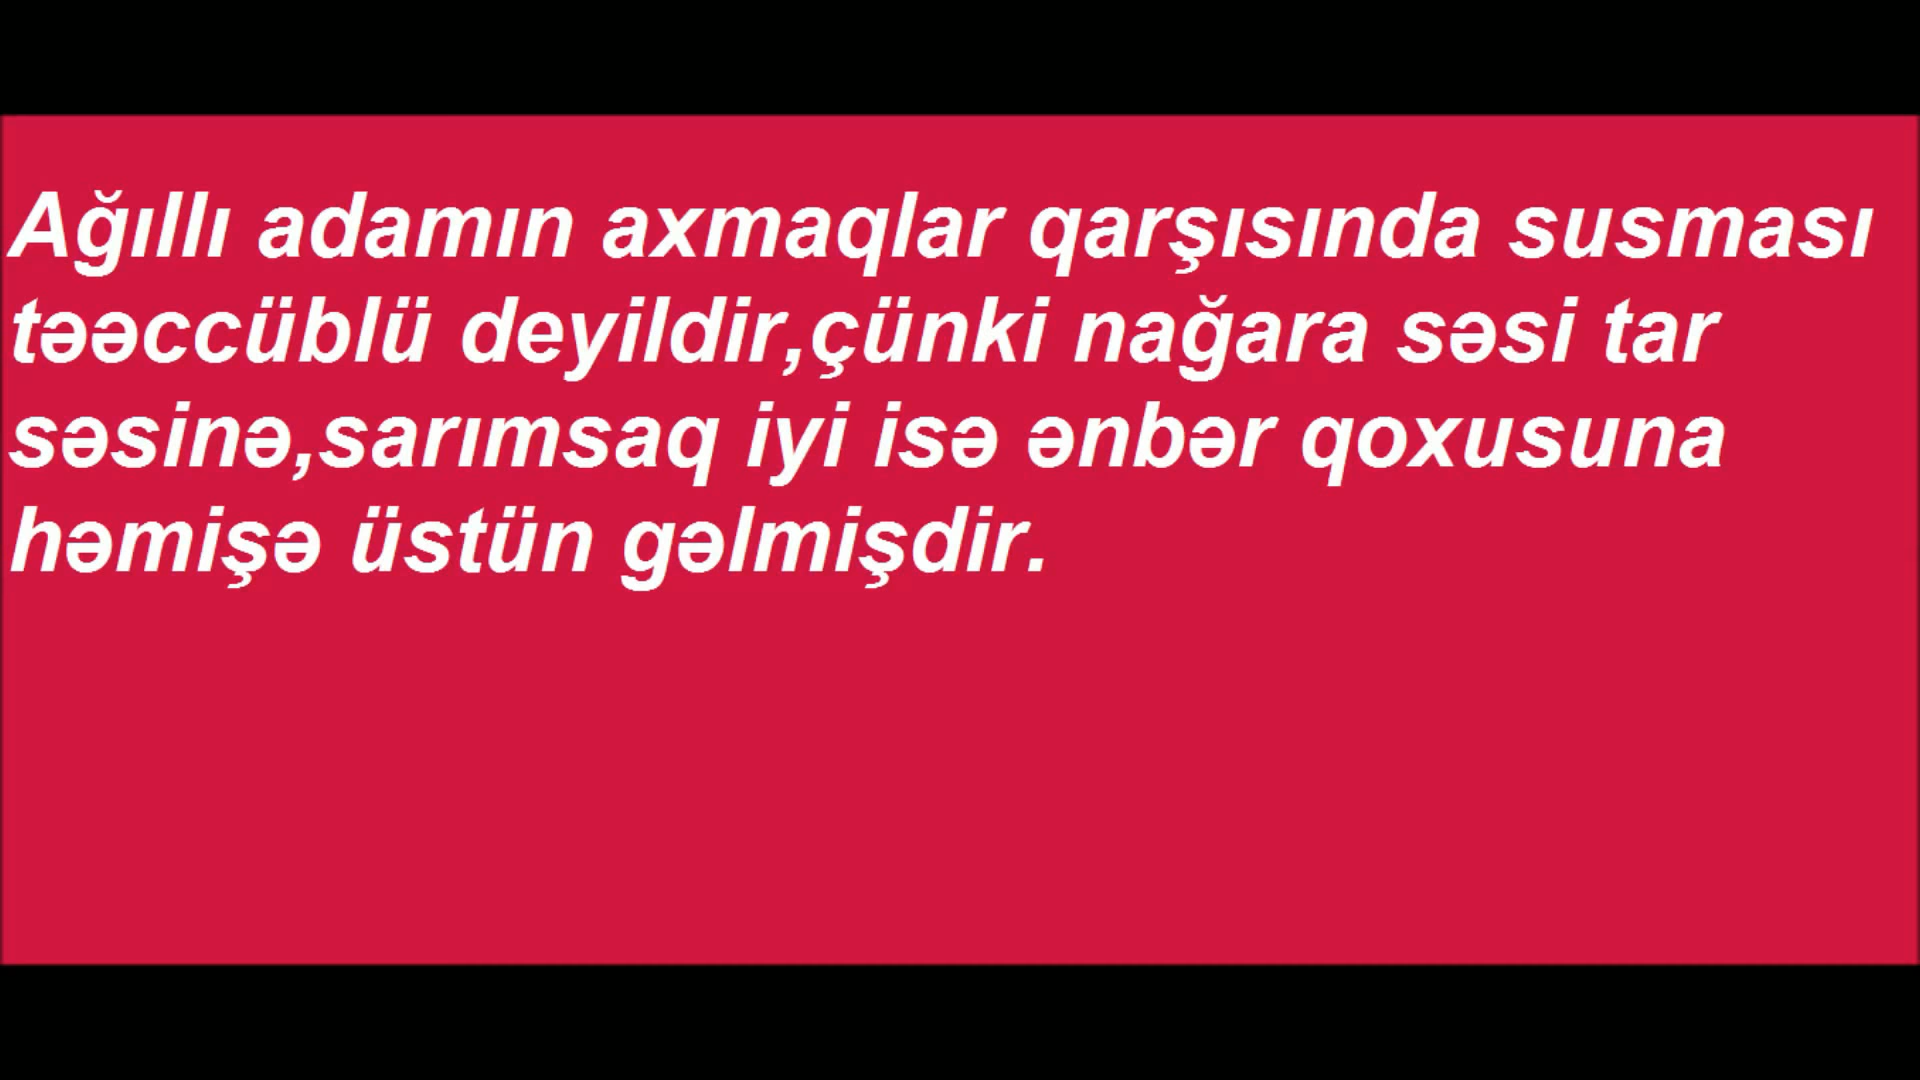 Ağıllı adamın axmaqlar qarşısında susması
təəccüblü deyildir,çünki nağara səsi tar
səsinə,sarımsaq iyi isə ənbər qoxusuna
həmişə üstün gəlmişdir.